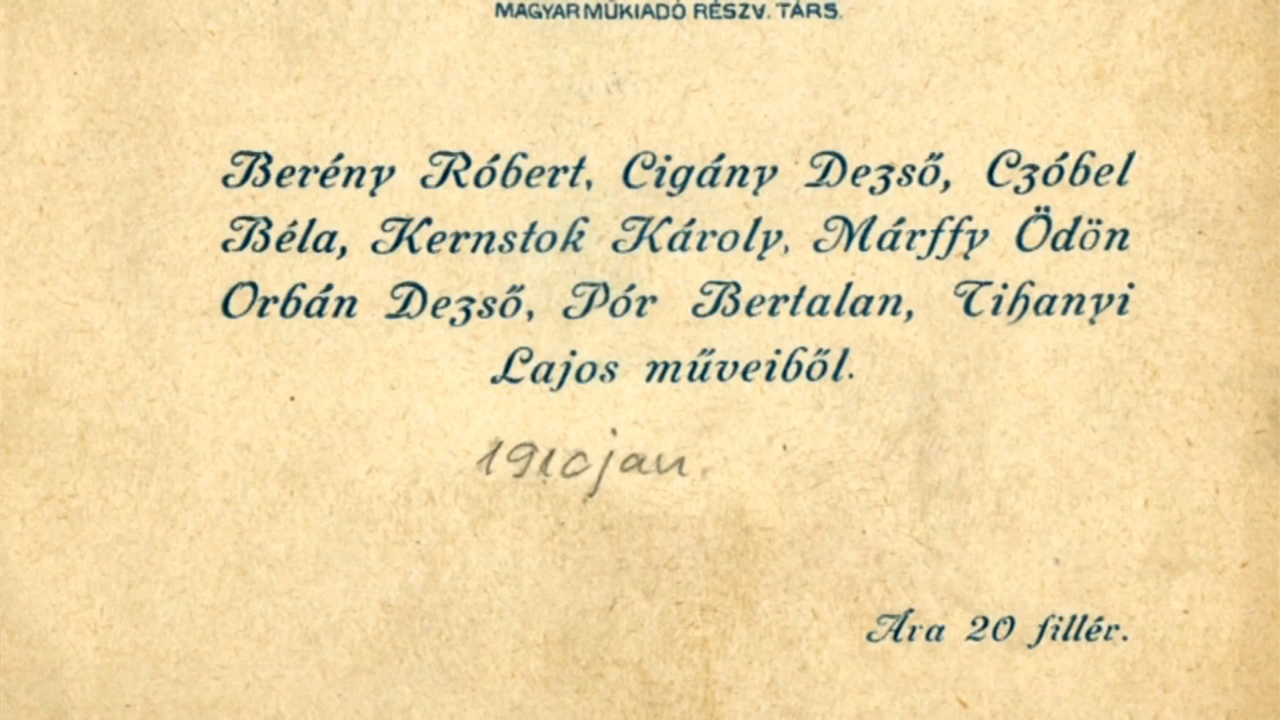 MAGYAR MŰKIADÓ RÉSZV. TÁRS.
Berény Róbert, Cigány Dezső, Czóbel
Béla, Kernstok Károly, Márffy Ödön
Orbán Dezső, Pór Bertalan, Tihanyi
Lajos műveiből.
1910 jan.
Ára 20 fillér.